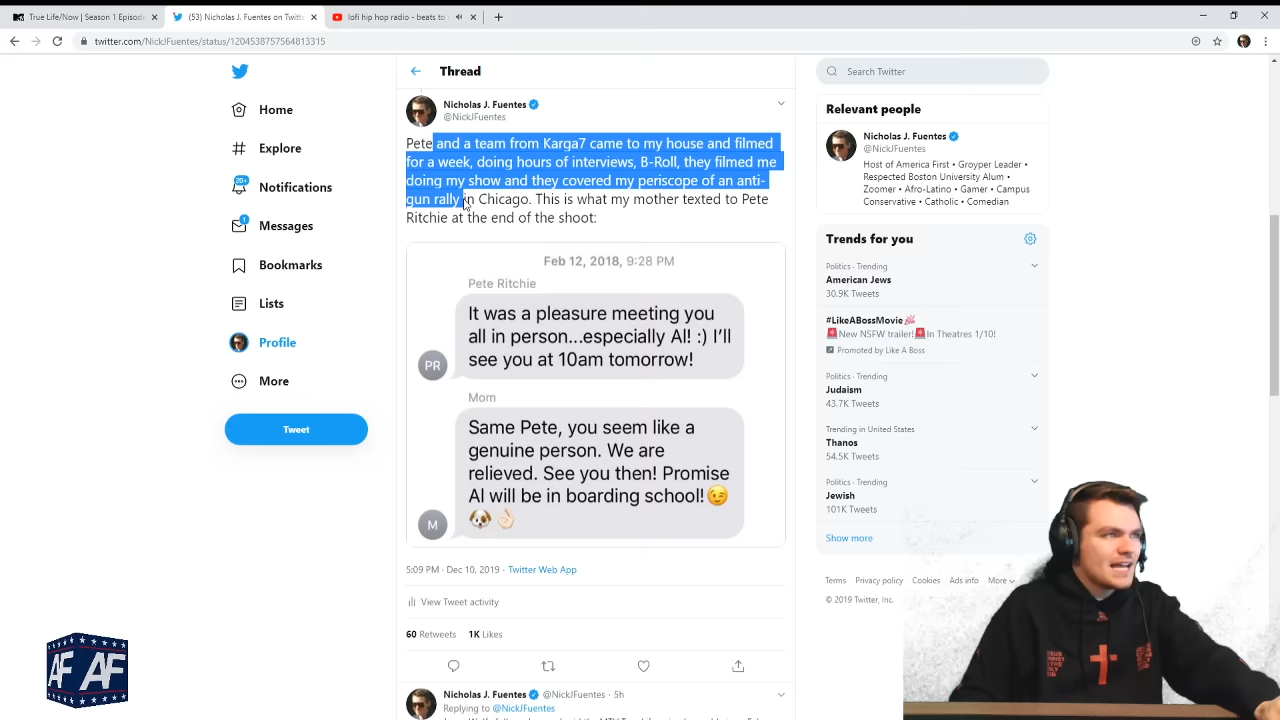 True Life/Now | Season 1 Episode
(53) Nicholas J. Fuentes on Twitter
lofi hip hop radio - beats to
twitter.com/NickJFuentes/status/1204538757564813315
Home
Explore
20+
Notifications
1
Messages
Bookmarks
Lists
Profile
More
Tweet
Thread
Nicholas J. Fuentes
@NickJFuentes
Pete and a team from Karga7 came to my house and filmed
for a week, doing hours of interviews, B-Roll, they filmed me
doing my show and they covered my periscope of an anti-
gun rally in Chicago. This is what my mother texted to Pete
Ritchie at the end of the shoot:
Feb 12, 2018, 9:28 PM
Pete Ritchie
It was a pleasure meeting you
all in person...especially Al! :) I'll
see you at 10am tomorrow!
PR
Mom
Same Pete, you seem like a
genuine person. We are
relieved. See you then! Promise
Al will be in boarding school!😉
🐶👌🏻
M
5:09 PM · Dec 10, 2019 · Twitter Web App
View Tweet activity
60 Retweets 1K Likes
Nicholas J. Fuentes @NickJFuentes · 5h
Replying to @NickJFuentes
Search Twitter
Relevant people
Nicholas J. Fuentes
@NickJFuentes
Host of America First • Groyper Leader •
Respected Boston University Alum •
Zoomer • Afro-Latino • Gamer • Campus
Conservative • Catholic • Comedian
Trends for you
Politics · Trending
American Jews
30.9K Tweets
#LikeABossMovie🎉
🚨New NSFW trailer!🚨In Theatres 1/10!
Promoted by Like A Boss
Politics · Trending
Judaism
43.7K Tweets
Trending in United States
Thanos
54.5K Tweets
Politics · Trending
Jewish
101K Tweets
Show more
Terms Privacy policy Cookies Ads info More
© 2019 Twitter, Inc.
AF AF